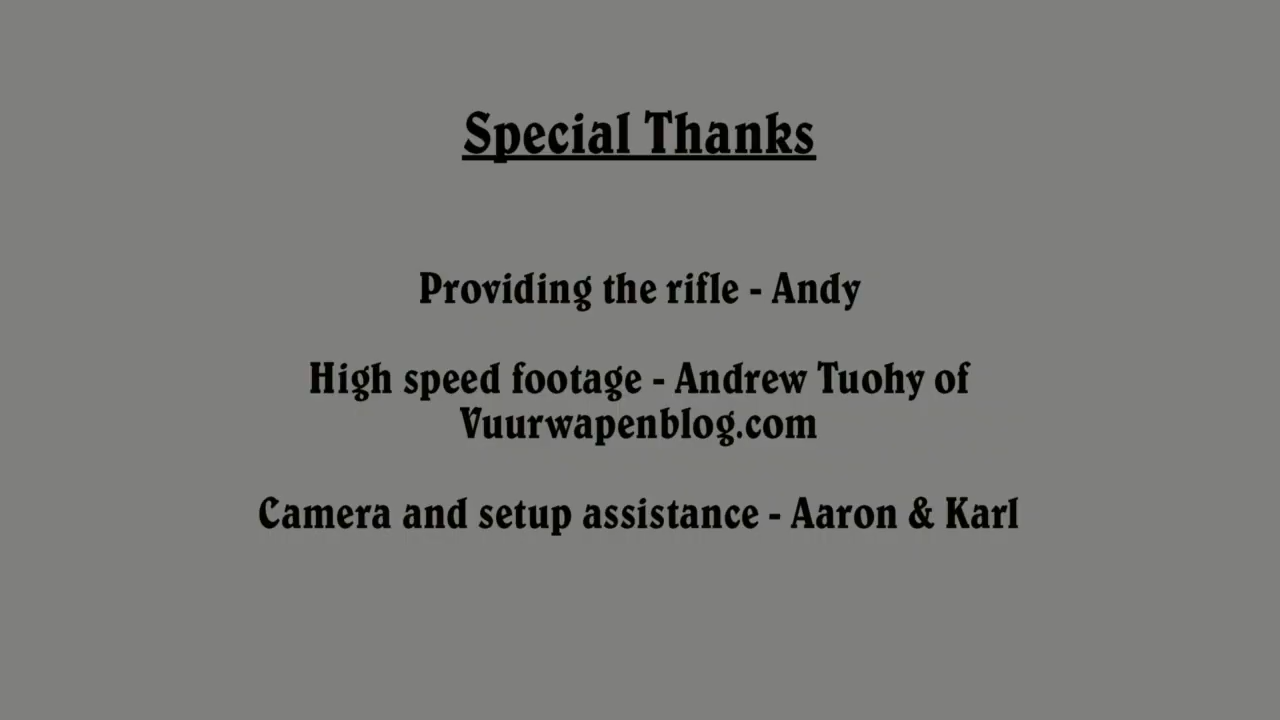 Special Thanks
Providing the rifle - Andy
High speed footage - Andrew Tuohy of
Vuurwapenblog.com
Camera and setup assistance - Aaron & Karl